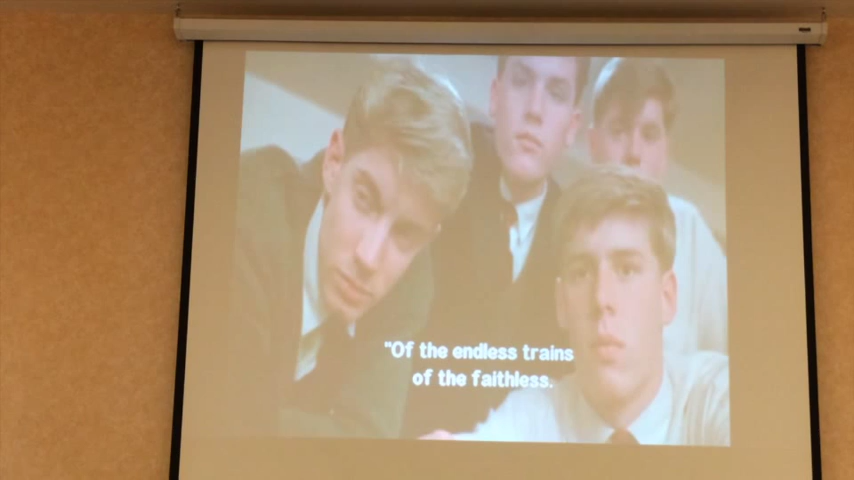 "Of the endless trains
of the faithless.